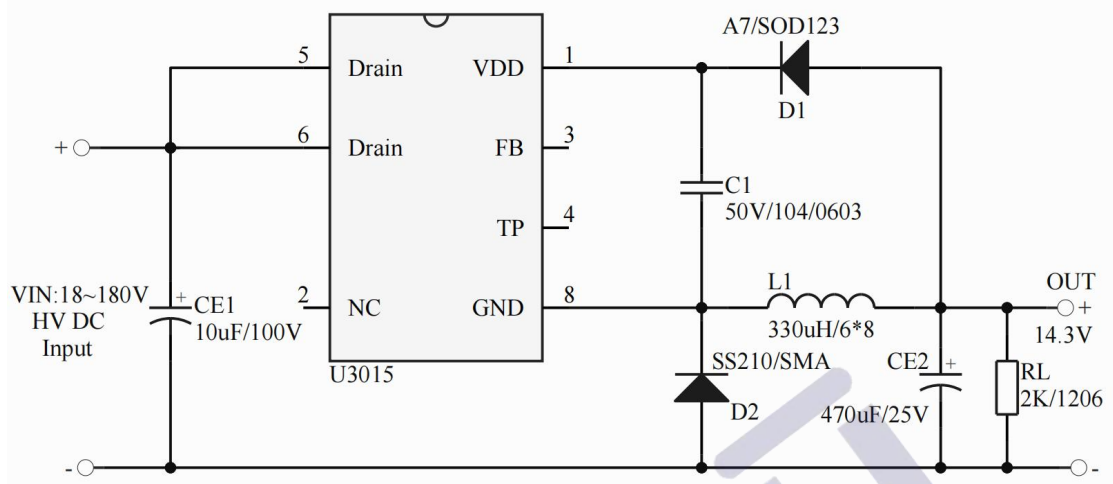 A7/SOD123
D1
5
Drain
VDD
1
6
Drain
FB
3
TP
4
C1
50V/104/0603
+
VIN:18~180V
HV DC
Input
+
CE1
10uF/100V
2
NC
GND
8
U3015
L1
330uH/6*8
OUT
+
14.3V
SS210/SMA
D2
CE2
+
470uF/25V
RL
2K/1206
-
-